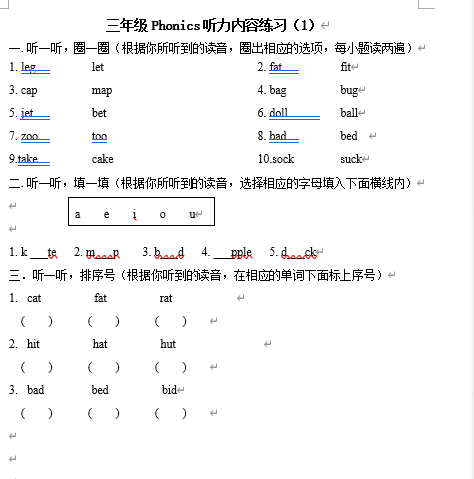 三年级 Phonics 听力内容练习（1）
一. 听一听，圈一圈（根据你所听到的读音，圈出相应的选项，每小题读两遍）
1. leg let 2. fat fit
3. cap map 4. bag bug
5. jet bet 6. doll ball
7. zoo too 8. bad bed
9.take cake 10.sock suck
二. 听一听，填一填（根据你所听到的读音，选择相应的字母填入下面横线内）
a e i o u
1. k ___te 2. m____p 3. b____d 4. ___pple 5. d____ck
三．听一听，排序号（根据你听到的读音，在相应的单词下面标上序号）
1. cat fat rat
( ) ( ) ( )
2. hit hat hut
( ) ( ) ( )
3. bad bed bid
( ) ( ) ( )